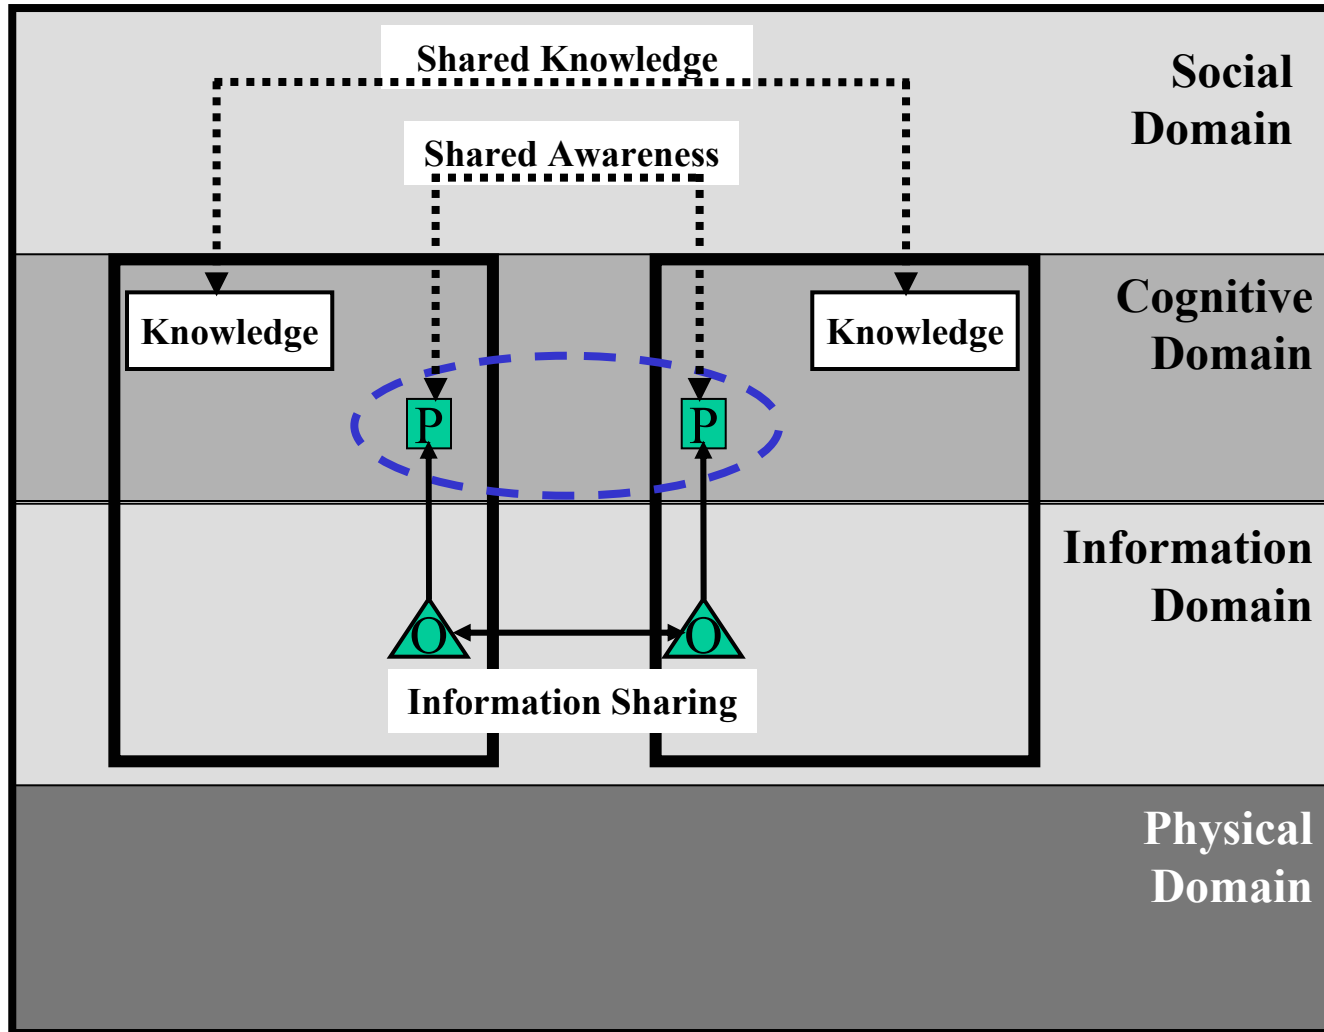 Shared Knowledge
Social
Domain
Shared Awareness
Knowledge
Knowledge
Cognitive
Domain
P
P
Information
Domain
O
O
Information Sharing
Physical
Domain